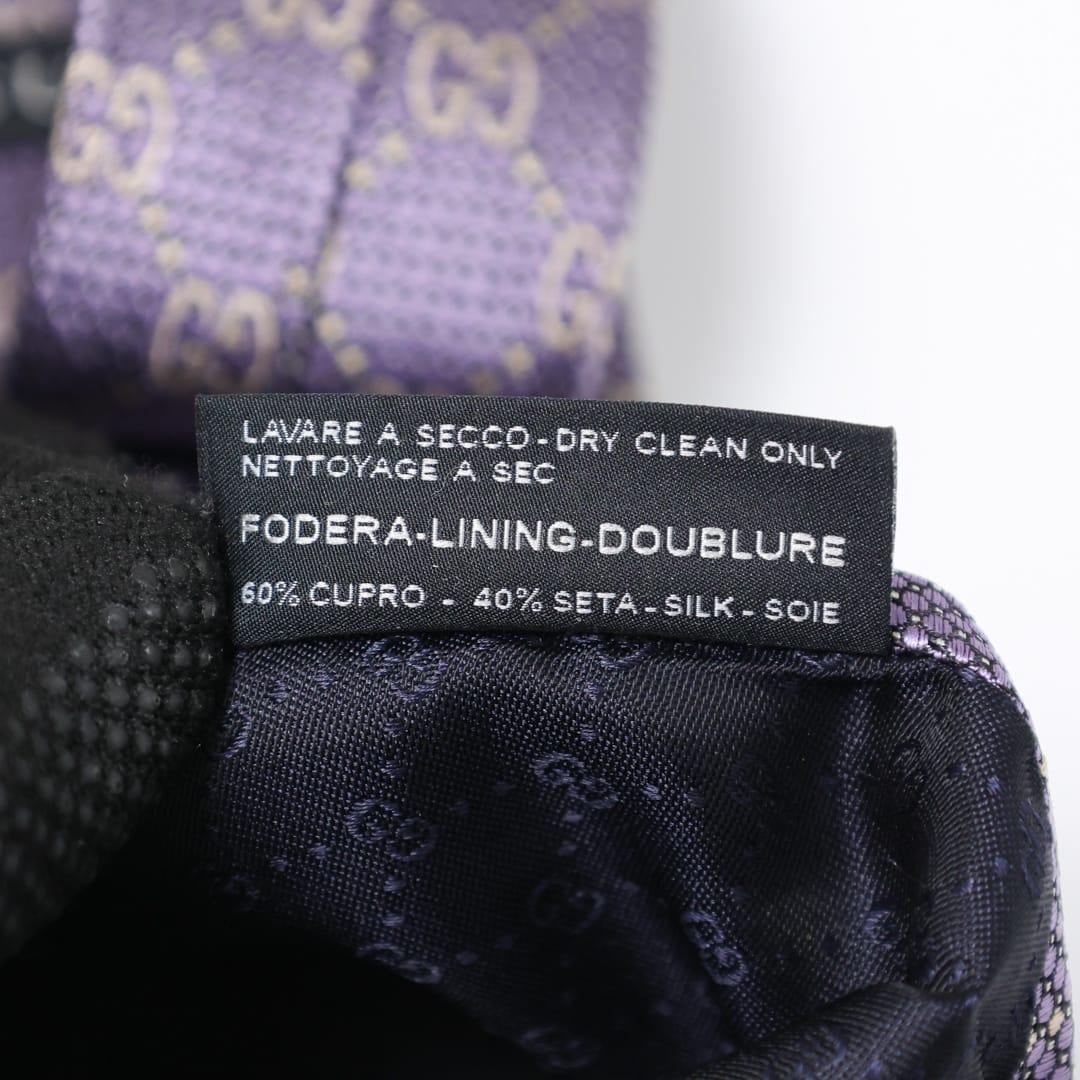 LAVARE A SECCO-DRY CLEAN ONLY
NETTOYAGE A SEC
FODERA-LINING-DOUBLURE
60% CUPRO - 40% SETA-SILK-SOIE